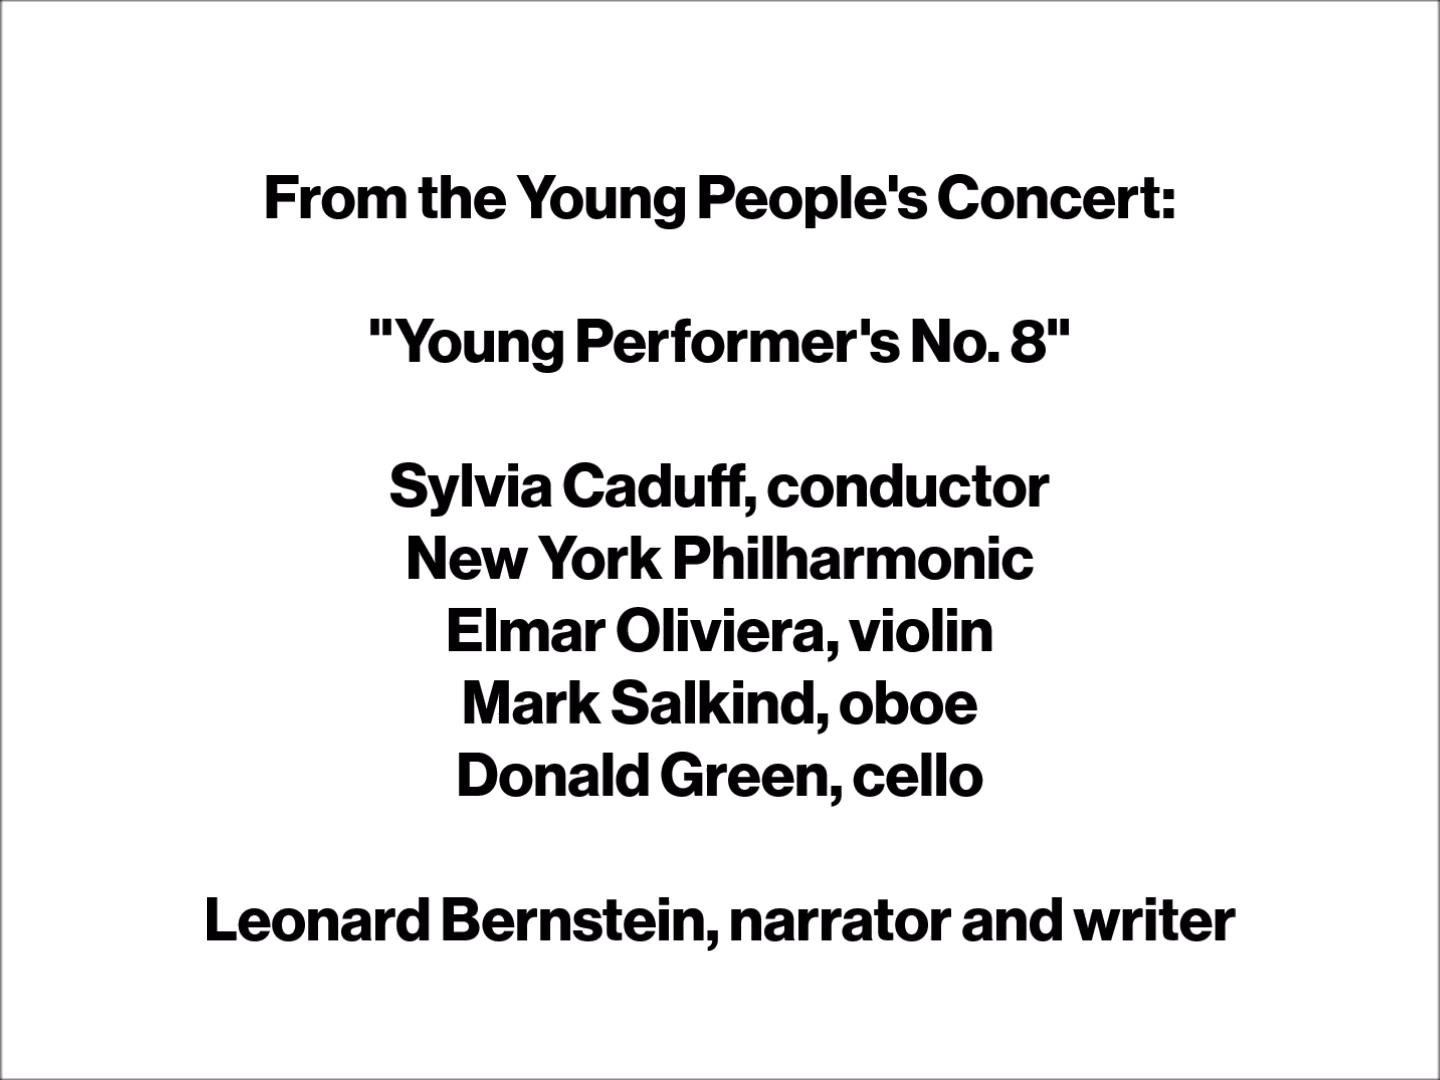 From the Young People's Concert:
"Young Performer's No. 8"
Sylvia Caduff, conductor
New York Philharmonic
Elmar Oliviera, violin
Mark Salkind, oboe
Donald Green, cello
Leonard Bernstein, narrator and writer